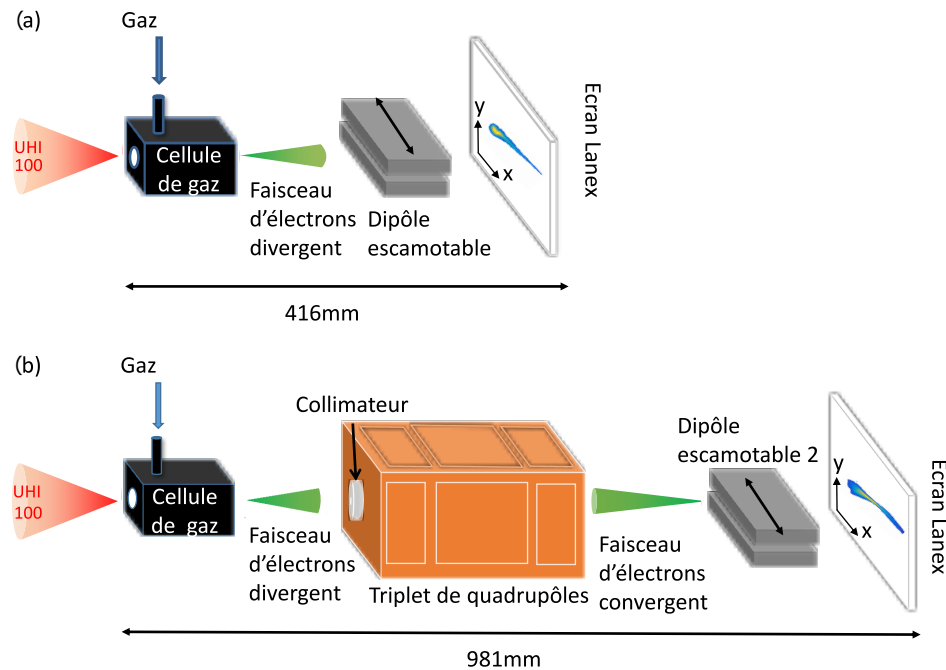 (a)
Gaz
UHI
100
Cellule
de gaz
Faisceau
d'électrons
divergent
Dipôle
escamotable
y
x
Ecran Lanex
416mm
(b)
Gaz
UHI
100
Cellule
de gaz
Faisceau
d'électrons
divergent
Collimateur
Triplet de quadrupôles
Faisceau
d'électrons
convergent
Dipôle
escamotable 2
y
x
Ecran Lanex
981mm